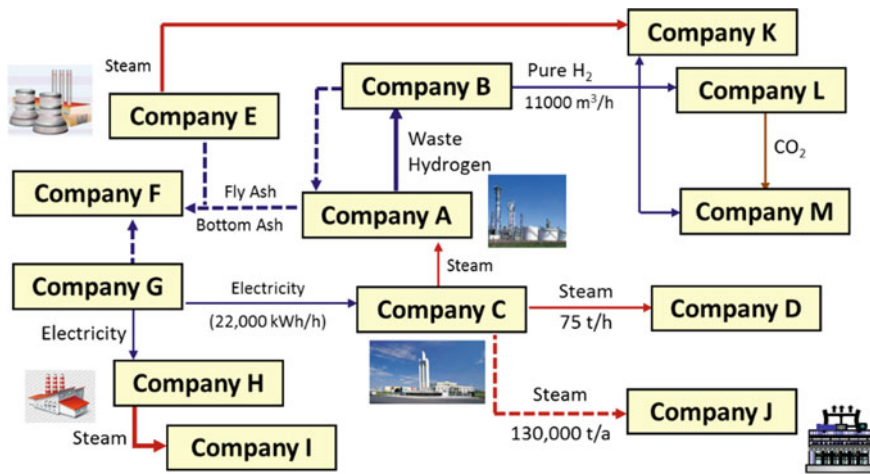 Company K
Steam
Company B
Pure H2
11000 m3/h
Company L
Company E
Waste
Hydrogen
CO2
Company F
Fly Ash
Bottom Ash
Company A
Company M
Steam
Company G
Electricity
(22,000 kWh/h)
Company C
Steam
75 t/h
Company D
Electricity
Company H
Steam
130,000 t/a
Company J
Steam
Company I